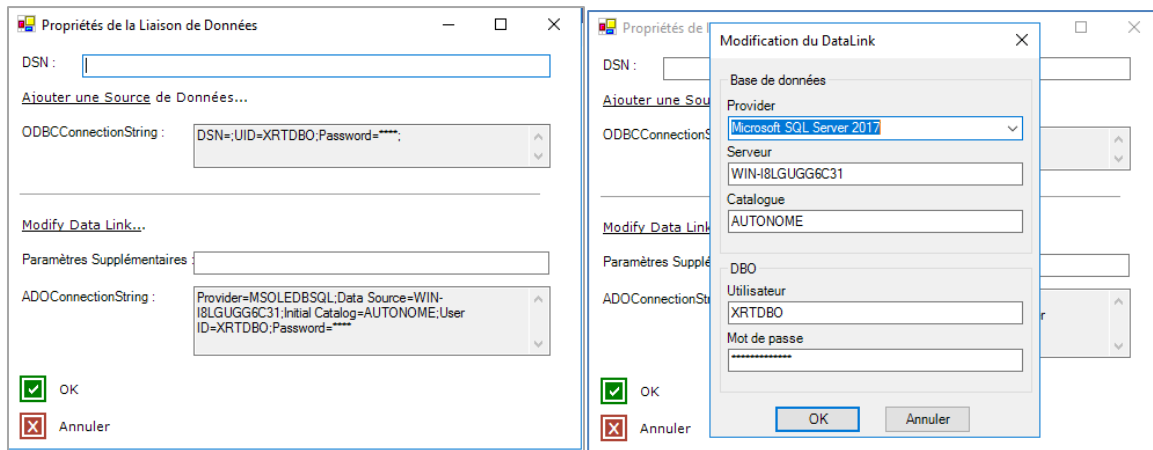 Propriétés de la Liaison de Données
DSN :
Ajouter une Source de Données...
ODBCConnectionString :
DSN=;UID=XRTDBO;Password=****;
Modify Data Link...
Paramètres Supplémentaires :
ADOConnectionString :
Provider=MSOLEDBSQL;Data Source=WIN-
I8LGUGG6C31;Initial Catalog=AUTONOME;User
ID=XRTDBO;Password=****
OK
Annuler
Propriétés de l
DSN :
Ajouter une Sou
ODBCConnectionS
Modify Data Link
Paramètres Supplé
ADOConnectionStr
r
OK
Annuler
Modification du DataLink
Base de données
Provider
Microsoft SQL Server 2017
Serveur
WIN-I8LGUGG6C31
Catalogue
AUTONOME
DBO
Utilisateur
XRTDBO
Mot de passe
*************
OK
Annuler